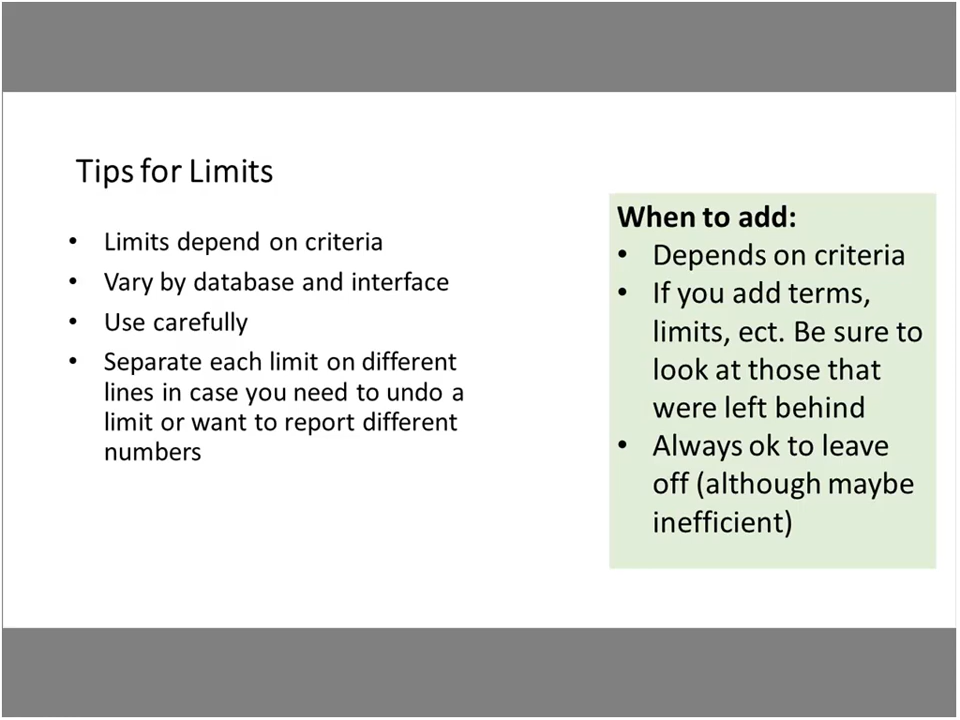 Tips for Limits
• Limits depend on criteria
• Vary by database and interface
• Use carefully
• Separate each limit on different
lines in case you need to undo a
limit or want to report different
numbers
When to add:
• Depends on criteria
• If you add terms,
limits, ect. Be sure to
look at those that
were left behind
• Always ok to leave
off (although maybe
inefficient)